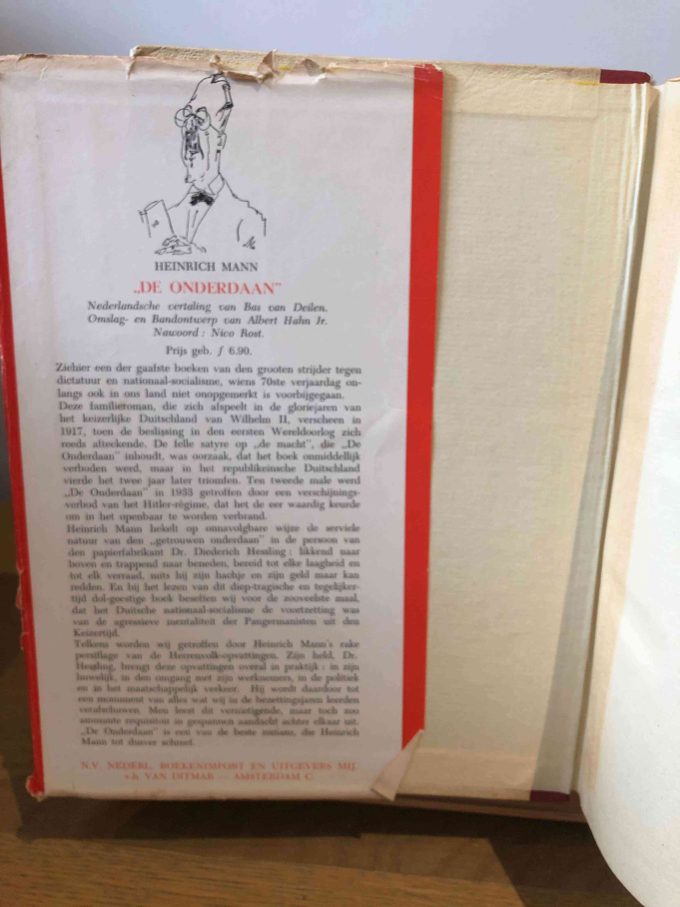 HEINRICH MANN
„DE ONDERDAAN”
Nederlandsche vertaling van Bas van Deilen.
Omslag- en Bandontwerp van Albert Hahn Jr.
Nawoord : Nico Rost.
Prijs geb. ƒ 6.90.
Ziehier een der gaafste boeken van den grooten strijder tegen
dictatuur en nationaal-socialisme, wiens 70ste verjaardag on-
langs ook in ons land niet onopgemerkt is voorbijgegaan.
Deze familieroman, die zich afspeelt in de gloriejaren van
het keizerlijke Duitschland van Wilhelm II, verscheen in
1917, toen de beslissing in den eersten Wereldoorlog zich
reeds afteekende. De felle satyre op „de macht”, die „De
Onderdaan” inhoudt, was oorzaak, dat het boek onmiddellijk
verboden werd, maar in het republikeinsche Duitschland
vierde het twee jaar later triomfen. Ten tweede male werd
„De Onderdaan” in 1933 getroffen door een verschijnings-
verbod van het Hitler-régime, dat het de eer waardig keurde
om in het openbaar te worden verbrand.
Heinrich Mann hekelt op onnavolgbare wijze de serviele
natuur van den „getrouwen onderdaan” in de persoon van
den papierfabrikant Dr. Diederich Hessling : likkend naar
boven en trappend naar beneden, bereid tot elke laagheid en
tot elk verraad, mits hij zijn hachje en zijn geld maar kan
redden. En bij het lezen van dit diep-tragische en tegelijker-
tijd dol-geestige boek beseffen wij voor de zooveelste maal,
dat het Duitsche nationaal-socialisme de voortzetting was
van de agressieve mentaliteit der Pangermanisten uit den
Keizertijd.
Telkens worden wij getroffen door Heinrich Mann's rake
persiflage van de Herrenvolk-opvattingen. Zijn held, Dr.
Hessling, brengt deze opvattingen overal in praktijk : in zijn
huwelijk, in den omgang met zijn werknemers, in de politiek
en in het maatschappelijk verkeer. Hij wordt daardoor tot
een monument van alles wat wij in de bezettingsjaren leerden
verafschuwen. Men leest dit vernietigende, maar toch zoo
amusante requisitoir in gespannen aandacht achter elkaar uit.
„De Onderdaan” is een van de beste romans, die Heinrich
Mann tot dusver schreef.
N.V. NEDERL. BOEKENIMPORT EN UITGEVERS MIJ.
v.h. VAN DITMAR — AMSTERDAM C.